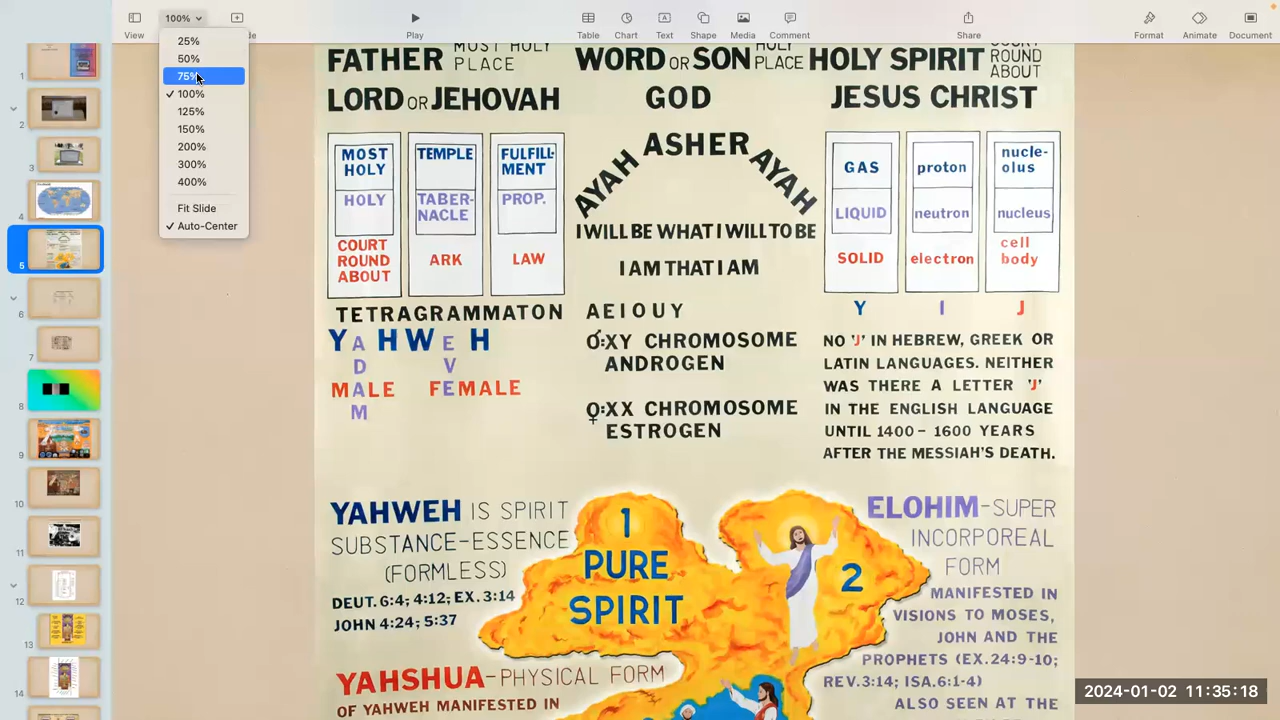 100%
View
Play
Table
Chart
Text
Shape
Media
Comment
Share
Format
Animate
Document
25%
50%
75%
✓ 100%
125%
150%
200%
300%
400%
Fit Slide
✓ Auto-Center
1
2
3
4
5
6
7
8
9
10
11
12
13
14
FATHER MOST HOLY PLACE
WORD OR SON HOLY PLACE
HOLY SPIRIT COURT ROUND ABOUT
LORD OR JEHOVAH
GOD
JESUS CHRIST
MOST HOLY
HOLY
COURT ROUND ABOUT
TEMPLE
TABER-NACLE
ARK
FULFILL-MENT
PROP.
LAW
AYAH ASHER AYAH
I WILL BE WHAT I WILL TO BE
I AM THAT I AM
GAS
LIQUID
SOLID
proton
neutron
electron
nucle-olus
nucleus
cell body
Y I J
TETRAGRAMMATON
YAHWEH
ADAM
EVE
MALE FEMALE
A E I O U Y
♂:XY CHROMOSOME
ANDROGEN
♀:XX CHROMOSOME
ESTROGEN
NO 'J' IN HEBREW, GREEK OR
LATIN LANGUAGES. NEITHER
WAS THERE A LETTER 'J'
IN THE ENGLISH LANGUAGE
UNTIL 1400 – 1600 YEARS
AFTER THE MESSIAH'S DEATH.
YAHWEH IS SPIRIT
SUBSTANCE-ESSENCE
(FORMLESS)
DEUT. 6:4; 4:12; EX. 3:14
JOHN 4:24; 5:37
1
PURE
SPIRIT
2
ELOHIM-SUPER
INCORPOREAL
FORM
MANIFESTED IN
VISIONS TO MOSES,
JOHN AND THE
PROPHETS (EX.24:9-10;
REV.3:14; ISA.6:1-4)
ALSO SEEN AT THE
YAHSHUA-PHYSICAL FORM
OF YAHWEH MANIFESTED IN
2024-01-02 11:35:18